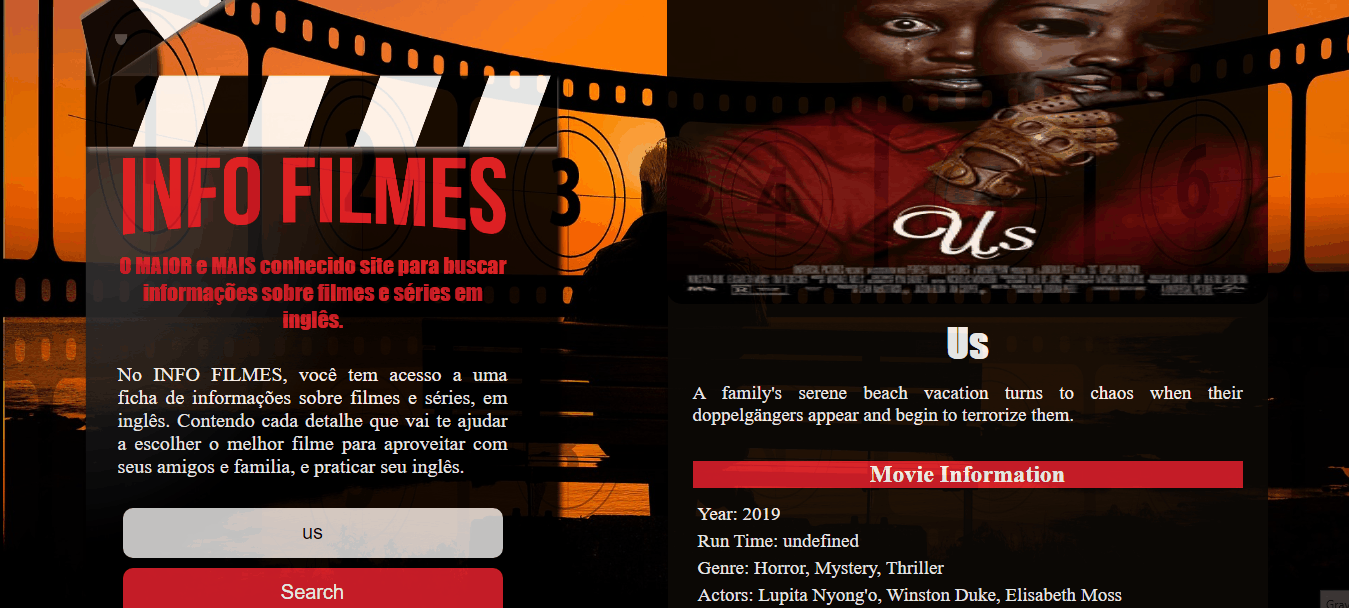 INFO FILMES
3
O MAIOR e MAIS conhecido site para buscar
informações sobre filmes e séries em
inglês.
No INFO FILMES, você tem acesso a uma
ficha de informações sobre filmes e séries, em
inglês. Contendo cada detalhe que vai te ajudar
a escolher o melhor filme para aproveitar com
seus amigos e familia, e praticar seu inglês.
us
Search
4
6
Us
Us
A family's serene beach vacation turns to chaos when their
doppelgängers appear and begin to terrorize them.
Movie Information
Year: 2019
Run Time: undefined
Genre: Horror, Mystery, Thriller
Actors: Lupita Nyong'o, Winston Duke, Elisabeth Moss